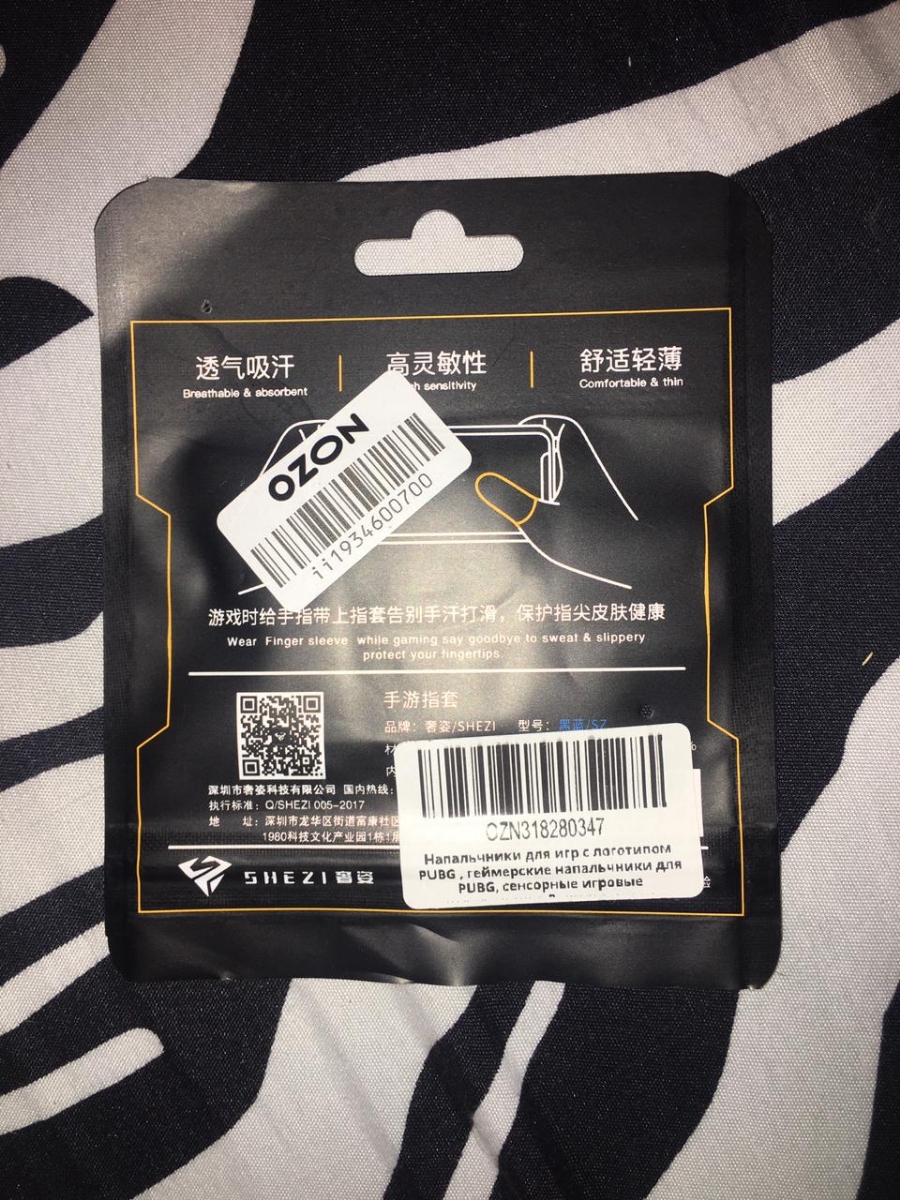 透气吸汗
Breathable & absorbent
高灵敏性
sensitivity
舒适轻薄
Comfortable & thin
OZON
ii1934600700
游戏时给手指带上指套告别手汗打滑，保护指尖皮肤健康
Wear Finger sleeve while gaming say goodbye to sweat & slippery
protect your fingertips.
手游指套
品牌：奢姿/SHEZI 型号：黑蓝/SZ
深圳市奢姿科技有限公司 国内热线：
执行标准：Q/SHEZI 005-2017
地 址：深圳市龙华区街道富康社区
1980科技文化产业园1栋1
SHEZI奢姿
OZN318280347
Напальчники для игр с логотипом
PUBG , геймерские напальчники для
PUBG, сенсорные игровые